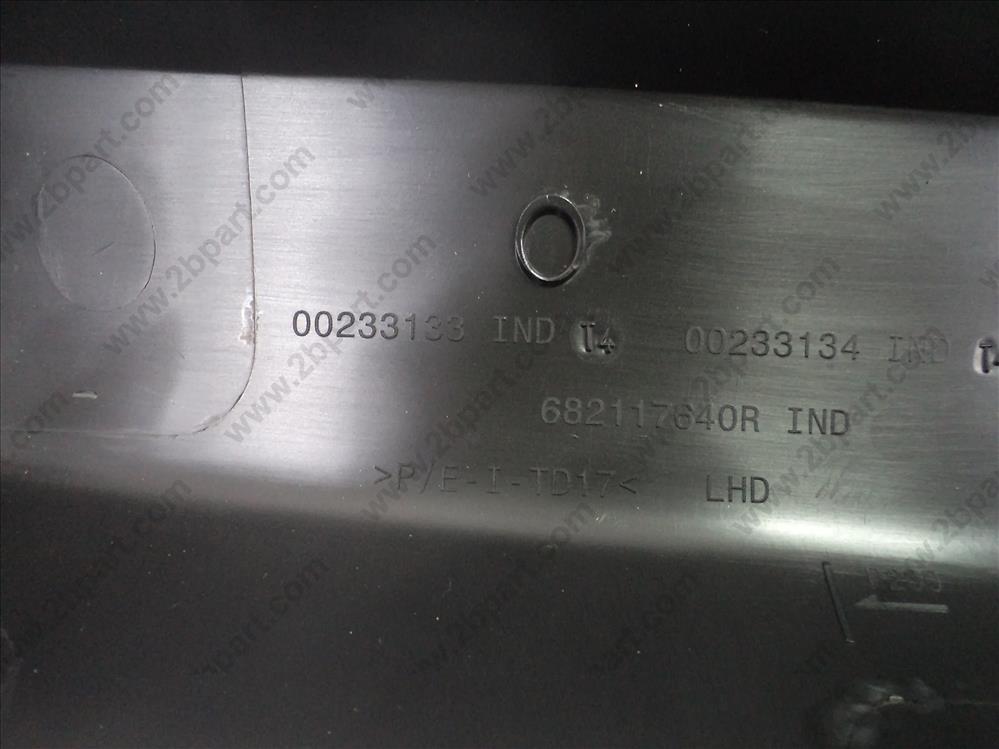 00233133 IND T4 00233134 IND
682117640R IND
>P/E-I-TD17< LHD
www.2bpart.com